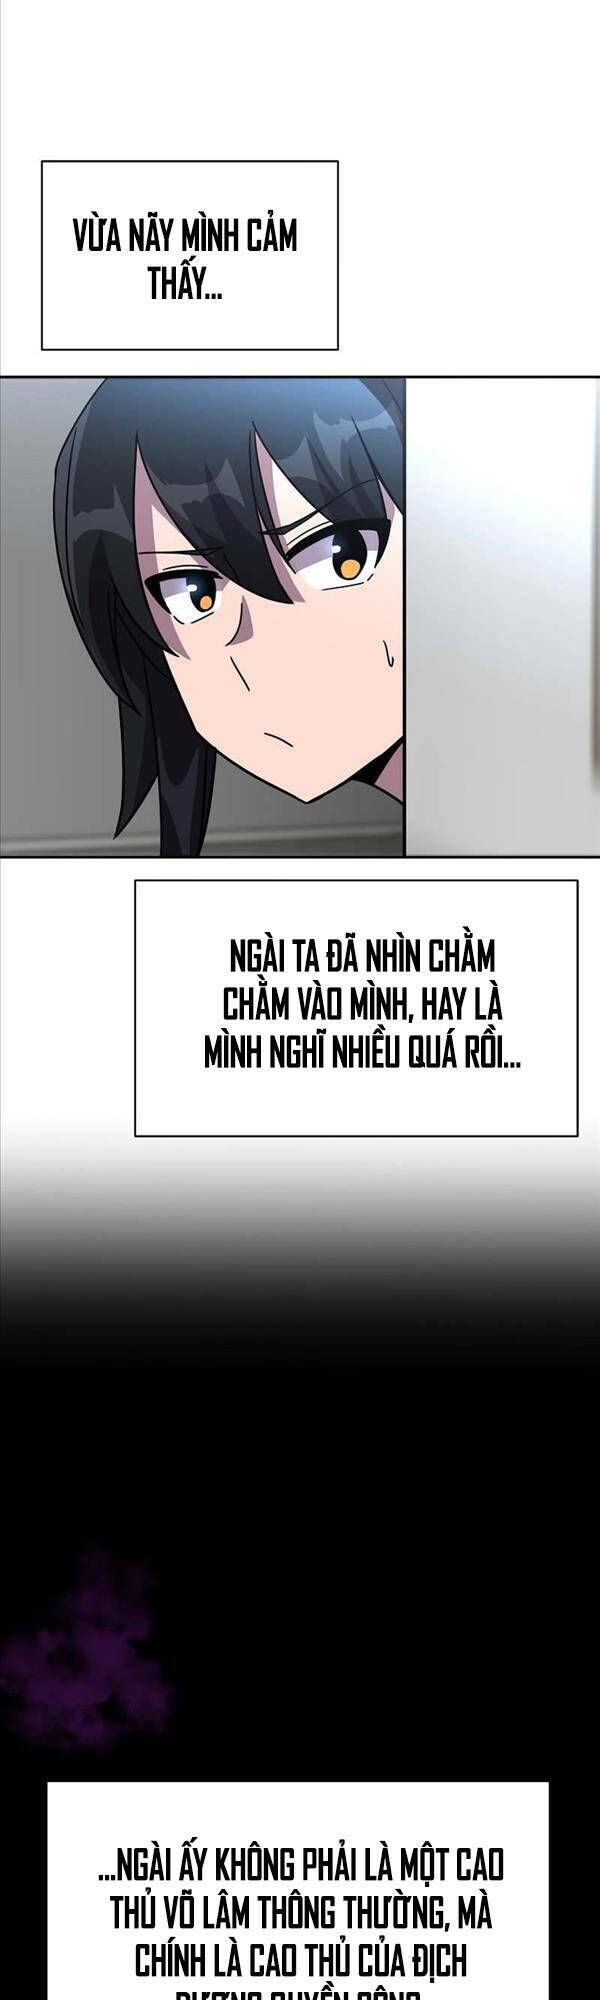 VỪA NÃY MÌNH CẢM
THẤY...
NGÀI TA ĐÃ NHÌN CHẰM
CHẰM VÀO MÌNH, HAY LÀ
MÌNH NGHĨ NHIỀU QUÁ RỒI...
...NGÀI ẤY KHÔNG PHẢI LÀ MỘT CAO
THỦ VÕ LÂM THÔNG THƯỜNG, MÀ
CHÍNH LÀ CAO THỦ CỦA ĐỊCH